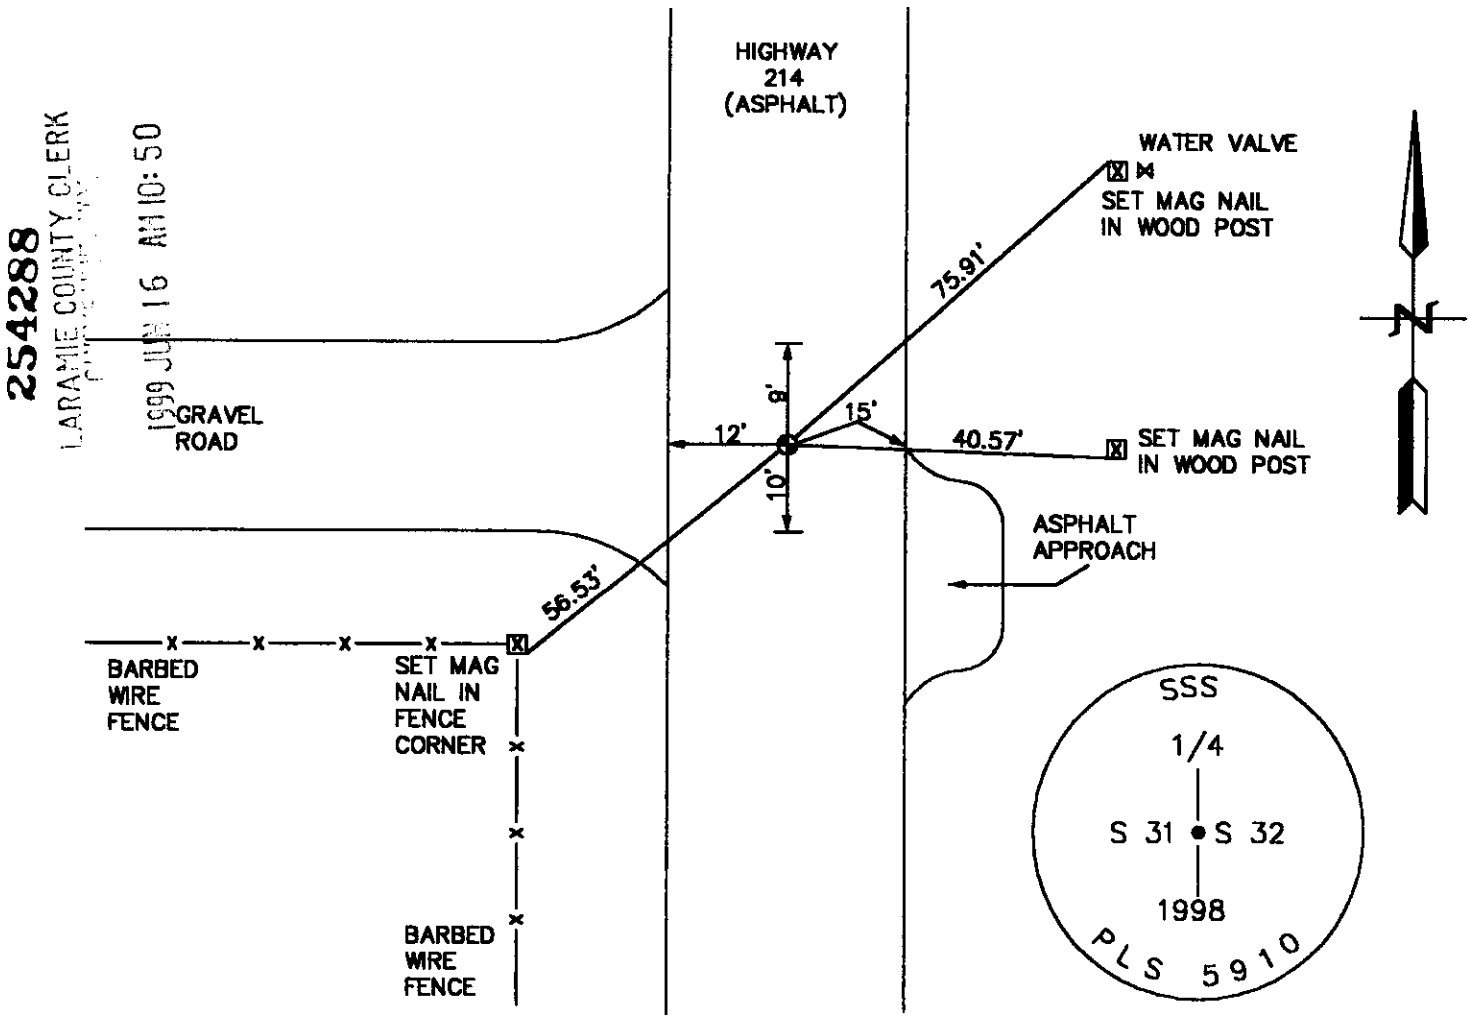 254288
LARAMIE COUNTY CLERK
1999 JUN 16 AM 10:50
HIGHWAY
214
(ASPHALT)
WATER VALVE
SET MAG NAIL
IN WOOD POST
75.91'
N
GRAVEL
ROAD
8'
15'
12'
40.57'
10'
SET MAG NAIL
IN WOOD POST
ASPHALT
APPROACH
56.53'
BARBED
WIRE
FENCE
SET MAG
NAIL IN
FENCE
CORNER
BARBED
WIRE
FENCE
SSS
1/4
S 31 S 32
1998
PLS 5910